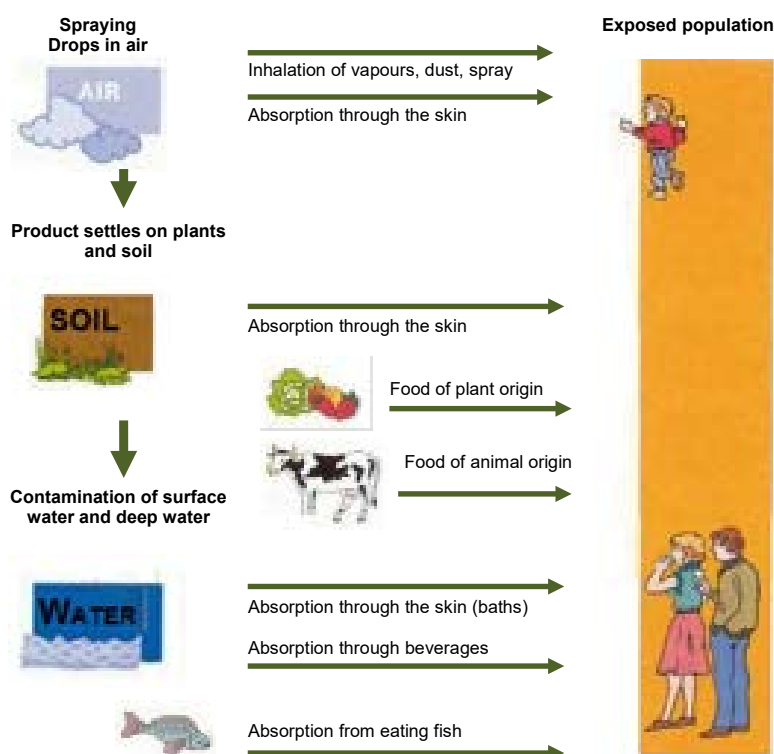 Spraying
Drops in air
Exposed population
AIR
Inhalation of vapours, dust, spray
Absorption through the skin
Product settles on plants
and soil
SOIL
Absorption through the skin
Food of plant origin
Food of animal origin
Contamination of surface
water and deep water
WATER
Absorption through the skin (baths)
Absorption through beverages
Absorption from eating fish